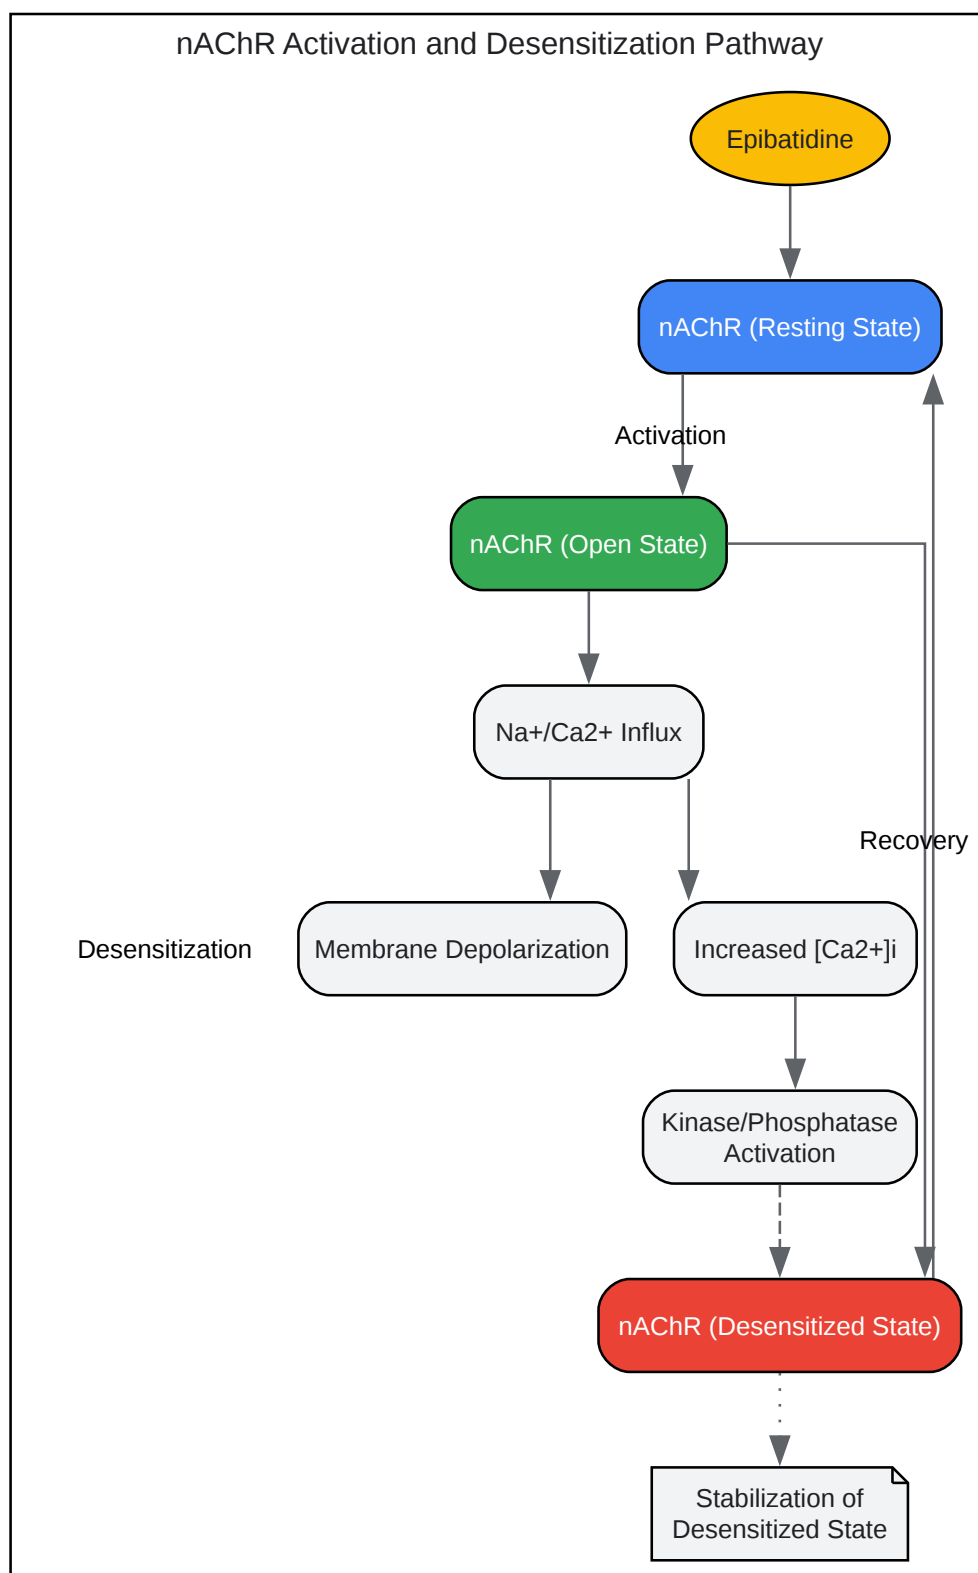 nAChR Activation and Desensitization Pathway
Epibatidine
nAChR (Resting State)
Activation
nAChR (Open State)
Na+/Ca2+ Influx
Recovery
Desensitization
Membrane Depolarization
Increased [Ca2+]i
Kinase/Phosphatase
Activation
nAChR (Desensitized State)
Stabilization of
Desensitized State